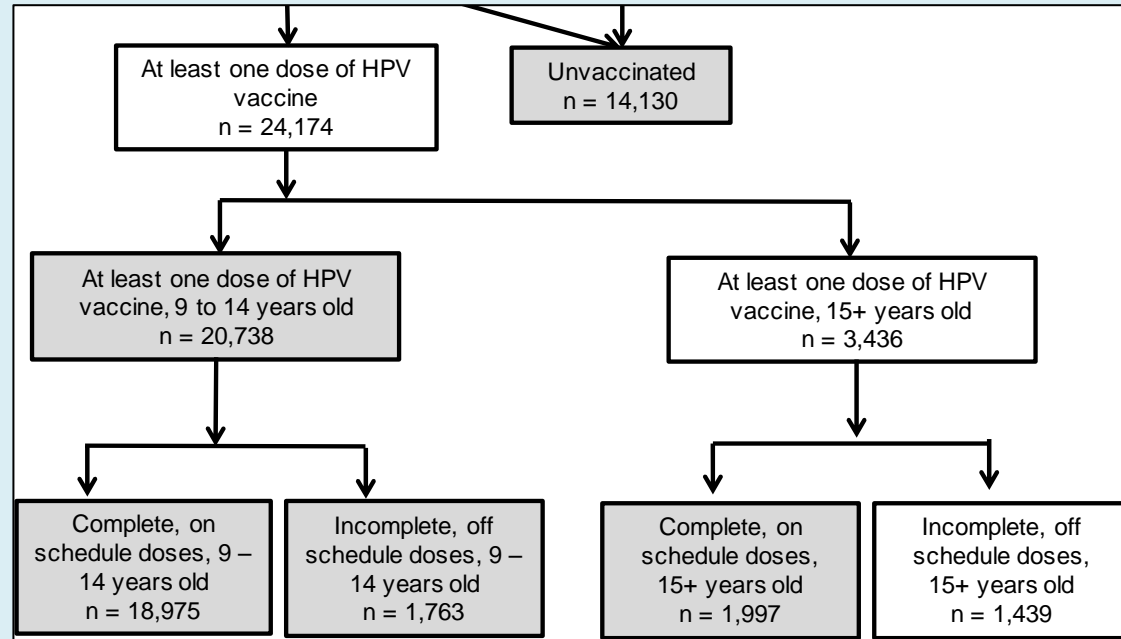 At least one dose of HPV
vaccine
n = 24,174
Unvaccinated
n = 14,130
At least one dose of HPV
vaccine, 9 to 14 years old
n = 20,738
At least one dose of HPV
vaccine, 15+ years old
n = 3,436
Complete, on
schedule doses, 9 –
14 years old
n = 18,975
Incomplete, off
schedule doses, 9 –
14 years old
n = 1,763
Complete, on
schedule doses,
15+ years old
n = 1,997
Incomplete, off
schedule doses,
15+ years old
n = 1,439